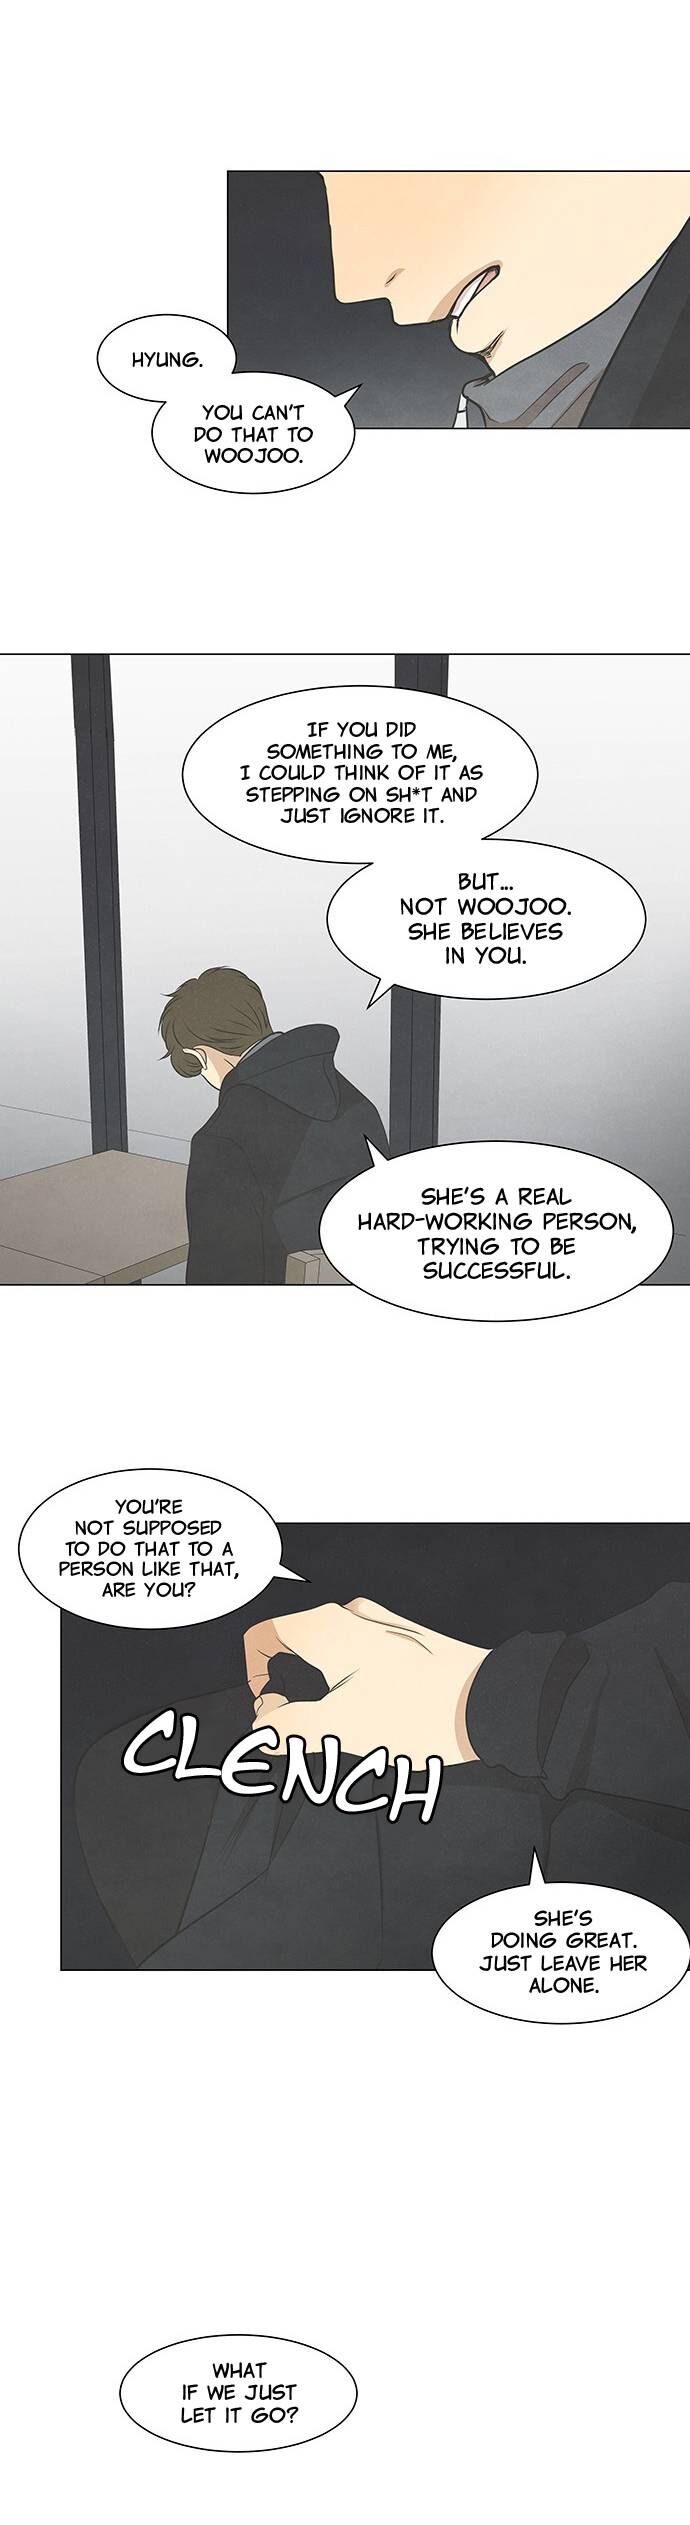 HYUNG.
YOU CAN'T
DO THAT TO
WOOJOO.
IF YOU DID
SOMETHING TO ME,
I COULD THINK OF IT AS
STEPPING ON SH*T AND
JUST IGNORE IT.
BUT...
NOT WOOJOO.
SHE BELIEVES
IN YOU.
SHE'S A REAL
HARD-WORKING PERSON,
TRYING TO BE
SUCCESSFUL.
YOU'RE
NOT SUPPOSED
TO DO THAT TO A
PERSON LIKE THAT,
ARE YOU?
CLENCH
SHE'S
DOING GREAT.
JUST LEAVE HER
ALONE.
WHAT
IF WE JUST
LET IT GO?